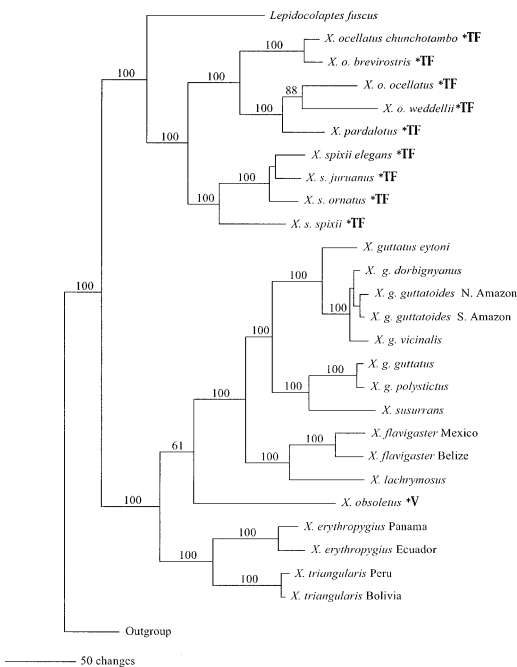 Lepidocolaptes fuscus
X. ocellatus chunchotambo *TF
100
X. o. brevirostris *TF
100
100
X. o. ocellatus *TF
88
X. o. weddellii *TF
100
100
X. pardalotus *TF
X. spixii elegans *TF
100
X. s. juruanus *TF
100
X. s. ornatus *TF
X. s. spixii *TF
X. guttatus eytoni
100
X. g. dorbignyanus
100
X. g. guttatoides N. Amazon
100
X. g. guttatoides S. Amazon
100
X. g. vicinalis
X. g. guttatus
100
X. g. polystictus
100
X. susurrans
100
X. flavigaster Mexico
100
61
X. flavigaster Belize
100
X. lachrymosus
100
X. obsoletus *V
X. erythropygius Panama
100
X. erythropygius Ecuador
100
X. triangularis Peru
100
X. triangularis Bolivia
Outgroup
50 changes